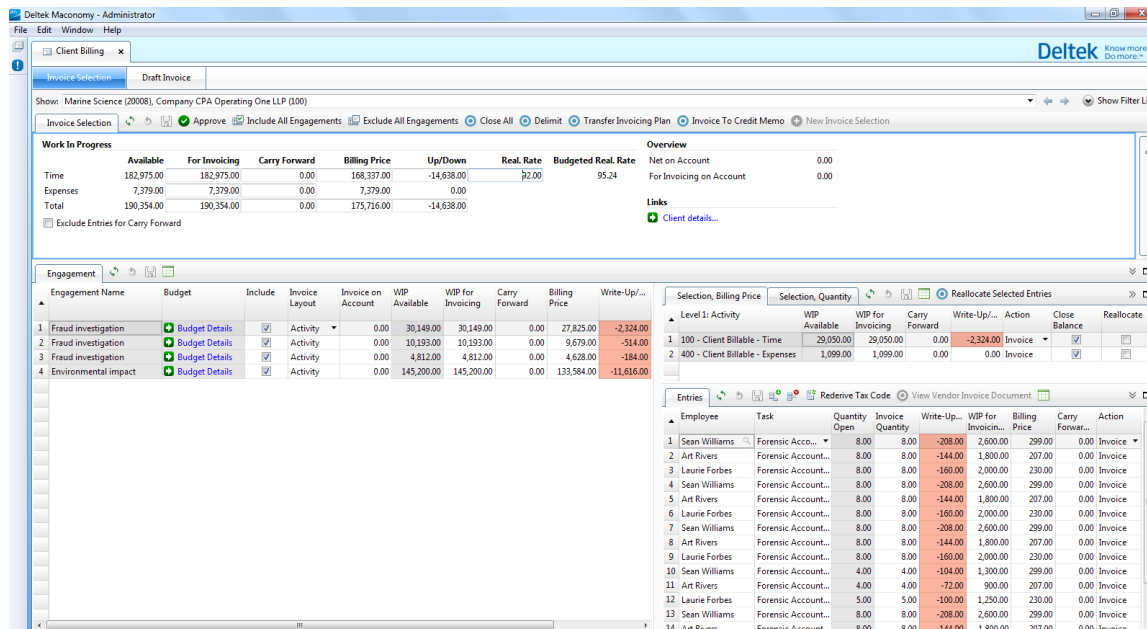 Deltek Maconomy - Administrator
File Edit Window Help
Client Billing x
Deltek Know more. Do more.™
Invoice Selection Draft Invoice
Show: Marine Science (20008), Company CPA Operating One LLP (100) Show Filter Li
Invoice Selection Approve Include All Engagements Exclude All Engagements Close All Delimit Transfer Invoicing Plan Invoice To Credit Memo New Invoice Selection
Work In Progress Overview
Available For Invoicing Carry Forward Billing Price Up/Down Real. Rate Budgeted Real. Rate Net on Account 0.00
Time 182,975.00 182,975.00 0.00 168,337.00 -14,638.00 92.00 95.24 For Invoicing on Account 0.00
Expenses 7,379.00 7,379.00 0.00 7,379.00 0.00
Total 190,354.00 190,354.00 0.00 175,716.00 -14,638.00 Links
Exclude Entries for Carry Forward Client details...
Engagement
Engagement Name Budget Include Invoice Layout Invoice on Account WIP Available WIP for Invoicing Carry Forward Billing Price Write-Up/...
1 Fraud investigation Budget Details Activity 0.00 30,149.00 30,149.00 0.00 27,825.00 -2,324.00
2 Fraud investigation Budget Details Activity 0.00 10,193.00 10,193.00 0.00 9,679.00 -514.00
3 Fraud investigation Budget Details Activity 0.00 4,812.00 4,812.00 0.00 4,628.00 -184.00
4 Environmental impact Budget Details Activity 0.00 145,200.00 145,200.00 0.00 133,584.00 -11,616.00
Selection, Billing Price Selection, Quantity Reallocate Selected Entries
Level 1: Activity WIP Available WIP for Invoicing Carry Forward Write-Up/... Action Close Balance Reallocate
1 100 - Client Billable - Time 29,050.00 29,050.00 0.00 -2,324.00 Invoice
2 400 - Client Billable - Expenses 1,099.00 1,099.00 0.00 0.00 Invoice
Entries Rederive Tax Code View Vendor Invoice Document
Employee Task Quantity Open Invoice Quantity Write-Up... WIP for Invoicin... Billing Price Carry Forwar... Action
1 Sean Williams Forensic Acco... 8.00 8.00 -208.00 2,600.00 299.00 0.00 Invoice
2 Art Rivers Forensic Account... 8.00 8.00 -144.00 1,800.00 207.00 0.00 Invoice
3 Laurie Forbes Forensic Account... 8.00 8.00 -160.00 2,000.00 230.00 0.00 Invoice
4 Sean Williams Forensic Account... 8.00 8.00 -208.00 2,600.00 299.00 0.00 Invoice
5 Art Rivers Forensic Account... 8.00 8.00 -144.00 1,800.00 207.00 0.00 Invoice
6 Laurie Forbes Forensic Account... 8.00 8.00 -160.00 2,000.00 230.00 0.00 Invoice
7 Sean Williams Forensic Account... 8.00 8.00 -208.00 2,600.00 299.00 0.00 Invoice
8 Art Rivers Forensic Account... 8.00 8.00 -144.00 1,800.00 207.00 0.00 Invoice
9 Laurie Forbes Forensic Account... 8.00 8.00 -160.00 2,000.00 230.00 0.00 Invoice
10 Sean Williams Forensic Account... 4.00 4.00 -104.00 1,300.00 299.00 0.00 Invoice
11 Art Rivers Forensic Account... 4.00 4.00 -72.00 900.00 207.00 0.00 Invoice
12 Laurie Forbes Forensic Account... 5.00 5.00 -100.00 1,250.00 230.00 0.00 Invoice
13 Sean Williams Forensic Account... 8.00 8.00 -208.00 2,600.00 299.00 0.00 Invoice
14 Art Rivers Forensic Account... 8.00 8.00 -144.00 1,800.00 207.00 0.00 Invoice